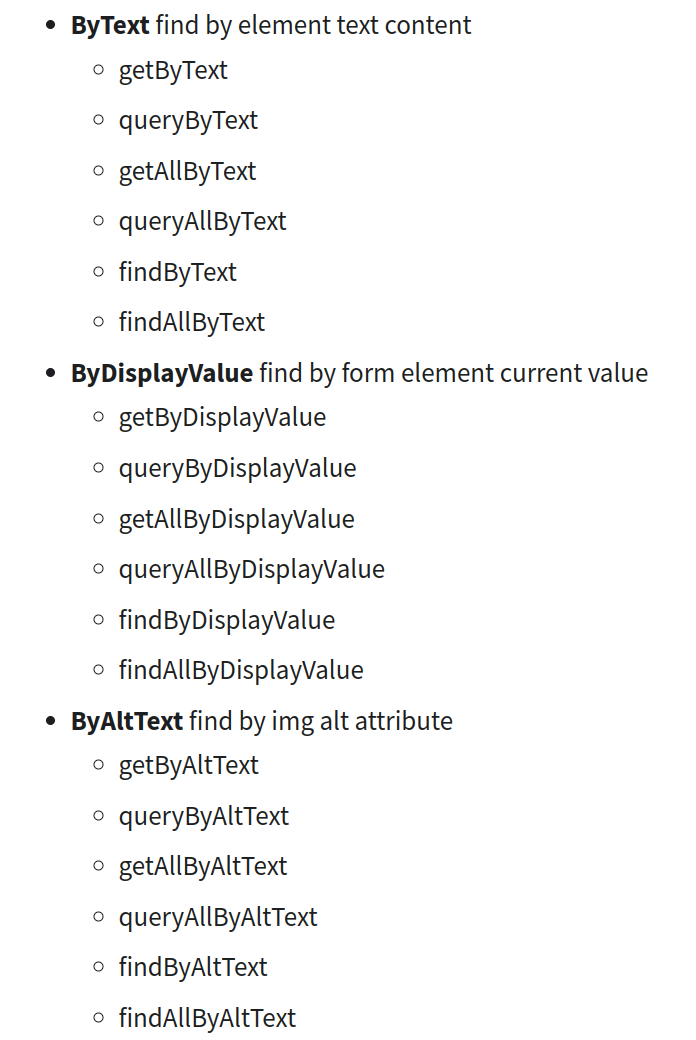 ByText find by element text content
getByText
queryByText
getAllByText
queryAllByText
findByText
findAllByText
ByDisplayValue find by form element current value
getByDisplayValue
queryByDisplayValue
getAllByDisplayValue
queryAllByDisplayValue
findByDisplayValue
findAllByDisplayValue
ByAltText find by img alt attribute
getByAltText
queryByAltText
getAllByAltText
queryAllByAltText
findByAltText
findAllByAltText